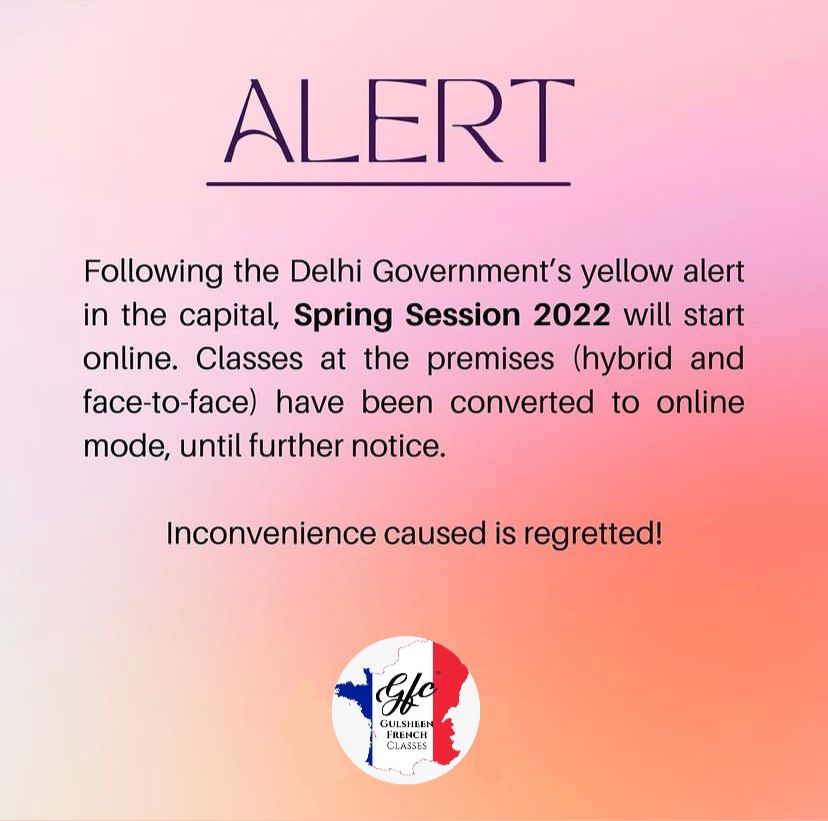 ALERT
Following the Delhi Government’s yellow alert
in the capital, Spring Session 2022 will start
online. Classes at the premises (hybrid and
face-to-face) have been converted to online
mode, until further notice.
Inconvenience caused is regretted!
Gfc
GULSHEEN
FRENCH
CLASSES